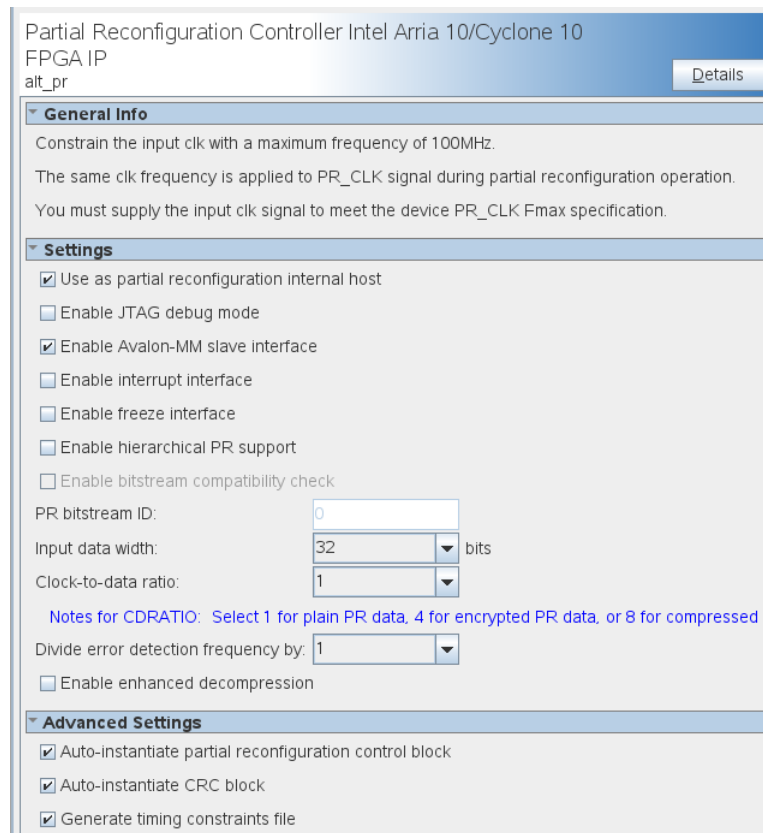 Partial Reconfiguration Controller Intel Arria 10/Cyclone 10
FPGA IP
alt_pr
Details
General Info
Constrain the input clk with a maximum frequency of 100MHz.
The same clk frequency is applied to PR_CLK signal during partial reconfiguration operation.
You must supply the input clk signal to meet the device PR_CLK Fmax specification.
Settings
Use as partial reconfiguration internal host
Enable JTAG debug mode
Enable Avalon-MM slave interface
Enable interrupt interface
Enable freeze interface
Enable hierarchical PR support
Enable bitstream compatibility check
PR bitstream ID: 0
Input data width: 32 bits
Clock-to-data ratio: 1
Notes for CDRATIO: Select 1 for plain PR data, 4 for encrypted PR data, or 8 for compressed
Divide error detection frequency by: 1
Enable enhanced decompression
Advanced Settings
Auto-instantiate partial reconfiguration control block
Auto-instantiate CRC block
Generate timing constraints file